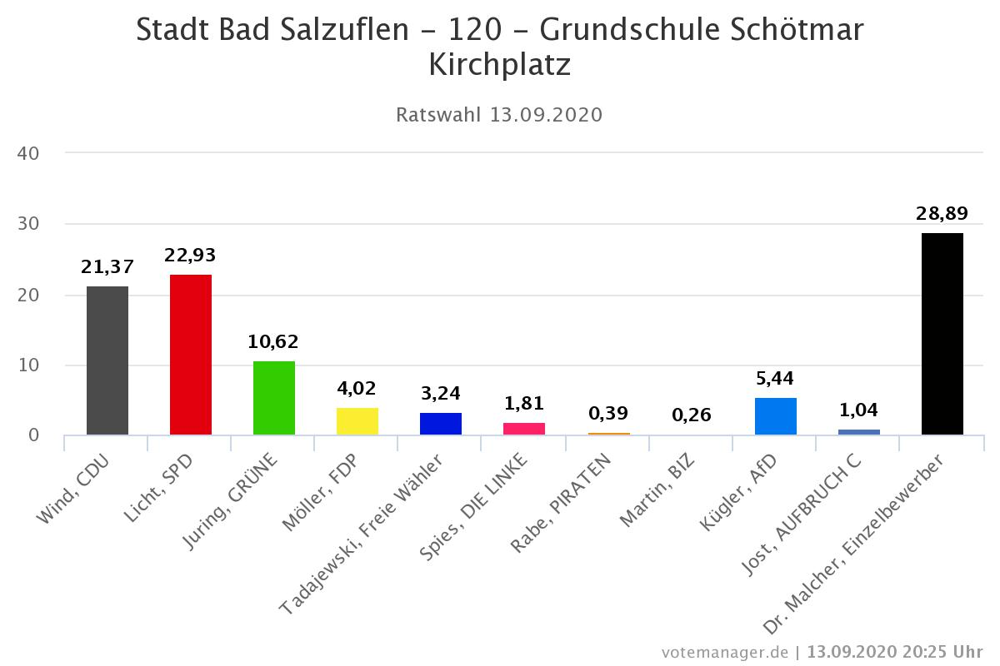 Stadt Bad Salzuflen - 120 - Grundschule Schötmar
Kirchplatz
Ratswahl 13.09.2020
40
30
20
10
0
21,37
22,93
10,62
4,02
3,24
1,81
0,39
0,26
5,44
1,04
28,89
Wind, CDU
Licht, SPD
Juring, GRÜNE
Möller, FDP
Tadajewski, Freie Wähler
Spies, DIE LINKE
Rabe, PIRATEN
Martin, BIZ
Kügler, AfD
Jost, AUFBRUCH C
Dr. Malcher, Einzelbewerber
votemanager.de | 13.09.2020 20:25 Uhr